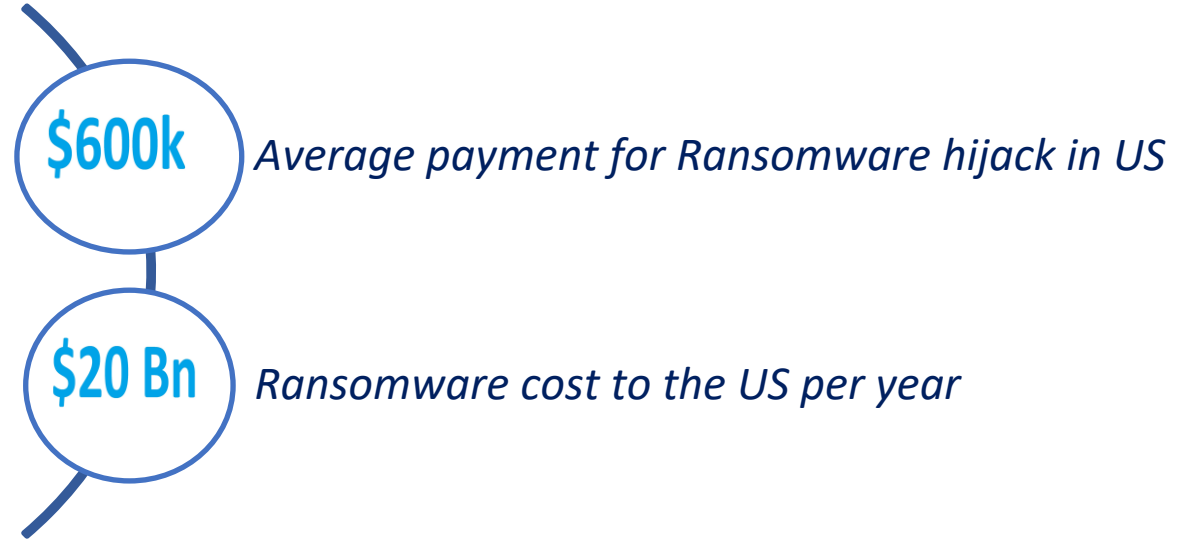 $600k
Average payment for Ransomware hijack in US
$20 Bn
Ransomware cost to the US per year